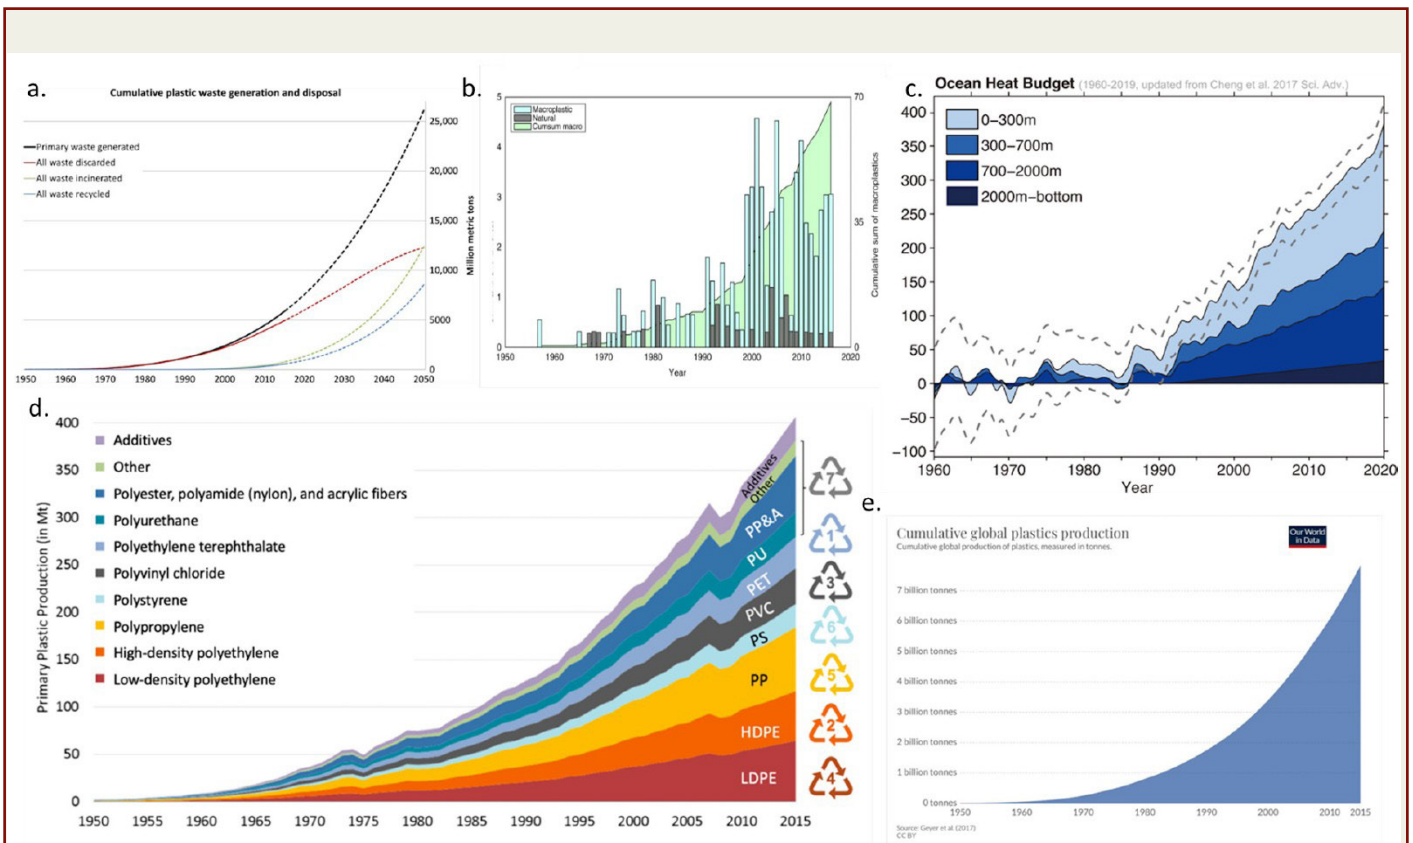 a.
Cumulative plastic waste generation and disposal
Primary waste generated
All waste discarded
All waste incinerated
All waste recycled
25,000
20,000
15,000
10,000
5000
0
Million metric tons
1950 1960 1970 1980 1990 2000 2010 2020 2030 2040 2050
b.
Macroplastic
Natural
Cumsum macro
5
4
3
2
1
0
70
35
0
Cumulative sum of macroplastics
1950 1960 1970 1980 1990 2000 2010 2020
Year
c.
Ocean Heat Budget (1960-2019, updated from Cheng et al. 2017 Sci. Adv.)
0-300m
300-700m
700-2000m
2000m-bottom
400
350
300
250
200
150
100
50
0
-50
-100
1960 1970 1980 1990 2000 2010 2020
Year
d.
Primary Plastic Production (in Mt)
400
350
300
250
200
150
100
50
0
Additives
Other
Polyester, polyamide (nylon), and acrylic fibers
Polyurethane
Polyethylene terephthalate
Polyvinyl chloride
Polystyrene
Polypropylene
High-density polyethylene
Low-density polyethylene
Additives
Other
PP&A
PU
PET
PVC
PS
PP
HDPE
LDPE
7
1
3
6
5
2
4
1950 1955 1960 1965 1970 1975 1980 1985 1990 1995 2000 2005 2010 2015
e.
Cumulative global plastics production
Cumulative global production of plastics, measured in tonnes.
Our World
in Data
7 billion tonnes
6 billion tonnes
5 billion tonnes
4 billion tonnes
3 billion tonnes
2 billion tonnes
1 billion tonnes
0 tonnes
1950 1960 1970 1980 1990 2000 2010 2015
Source: Geyer et al. (2017)
CC BY